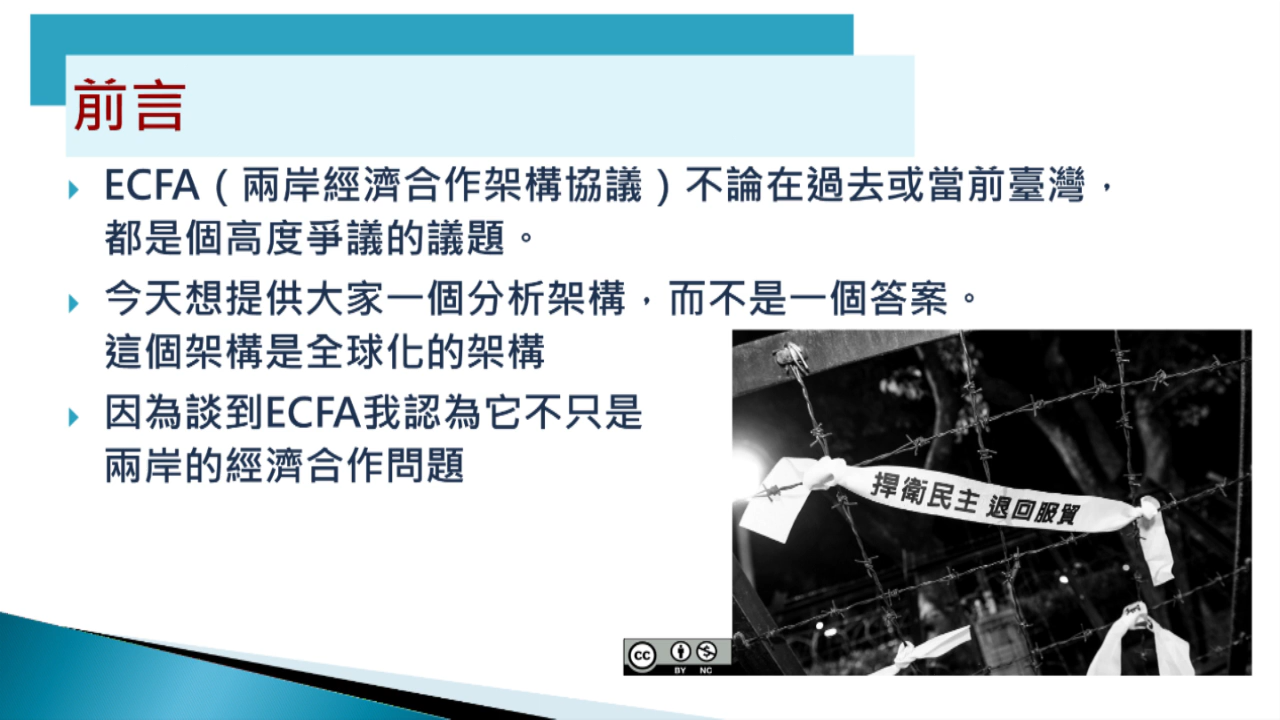 前言
ECFA（兩岸經濟合作架構協議）不論在過去或當前臺灣，
都是個高度爭議的議題。
今天想提供大家一個分析架構，而不是一個答案。
這個架構是全球化的架構
因為談到ECFA我認為它不只是
兩岸的經濟合作問題
捍衛民主 退回服貿
cc BY NC